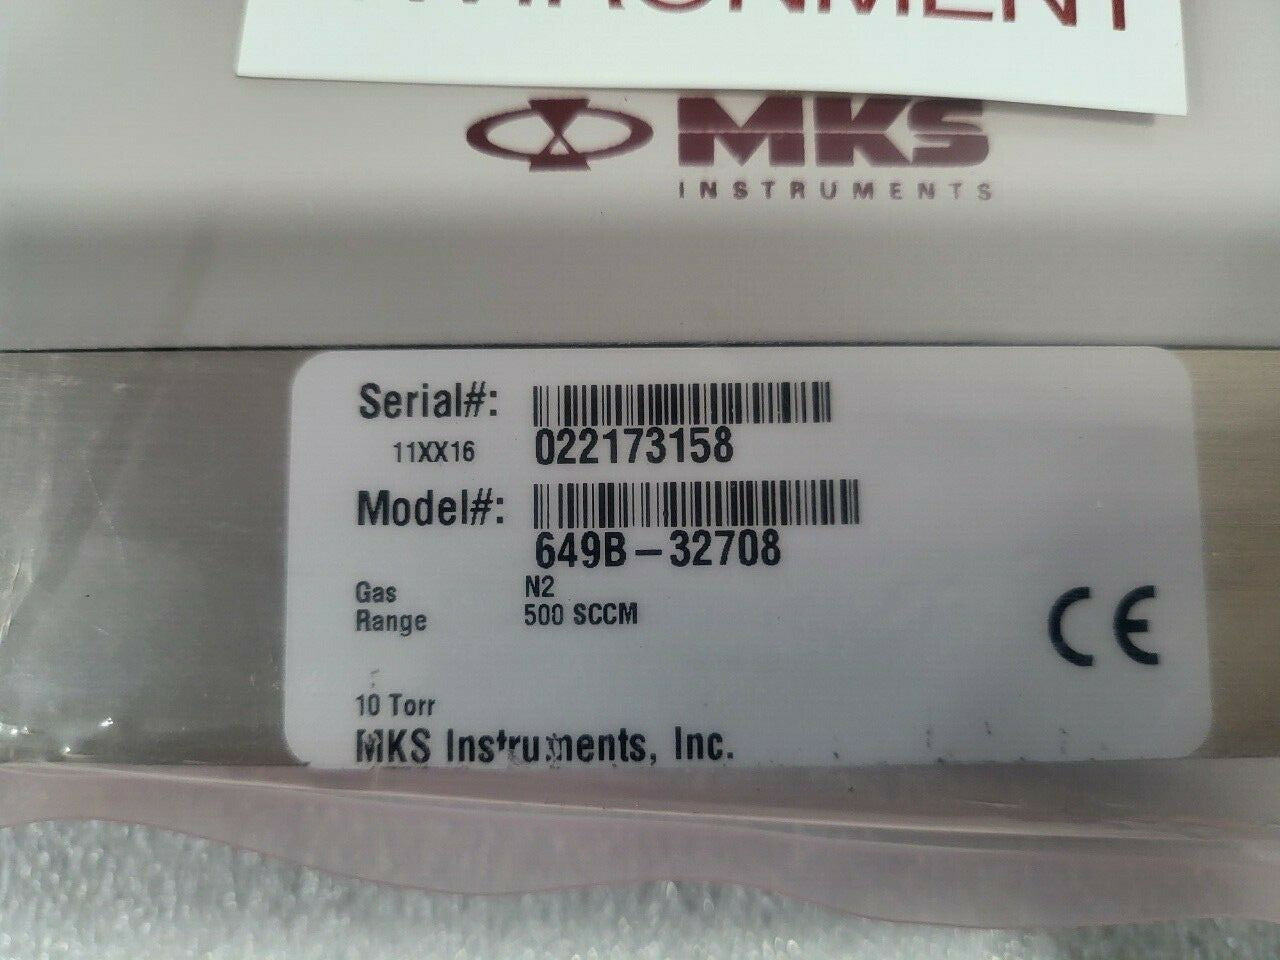 MKS
INSTRUMENTS
Serial#:
11XX16 022173158
Model#:
649B-32708
Gas N2
Range 500 SCCM
10 Torr
MKS Instruments, Inc.
CE